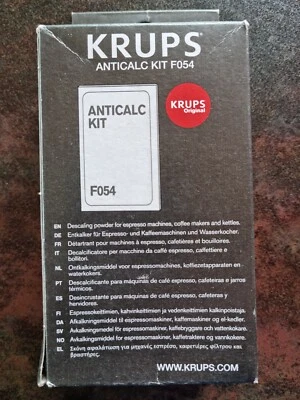 KRUPS
ANTICALC KIT F054
ANTICALC
KIT
F054
KRUPS
Original
EN Descaling powder for espresso machines, coffee makers and kettles.
DE Entkalker für Espresso- und Kaffeemaschinen und Wasserkocher.
FR Détartrant pour machines à espresso, cafetières et bouilloires.
IT Decalcificatore per macchine da caffè espresso, caffettiere e
bollitori.
NL Ontkalkingsmiddel voor espressomachines, koffiezetapparaten en
waterkokers.
PT Descalcificante para máquinas de café expresso, cafeteiras e jarros
térmicos.
ES Desincrustante para máquinas de café espresso, cafeteras y
hervidores.
FI Espressokeittimien, kahvinkeittimien ja vedenkeittimien kalkinpoistaja.
DA Afkalkningsmiddel til espressomaskiner, kaffemaskiner og el-kedler.
SV Avkalkningsmedel för espressomaskiner, kaffebryggare och vattenkokare.
NO Avkalkningsmiddel for espressomaskiner, kaffetraktere og vannkokere.
EL Σκόνη αφαλάτωση για μηχανές εσπρέσο, καφετιέρες φίλτρου και
βραστήρες.
WWW.KRUPS.COM